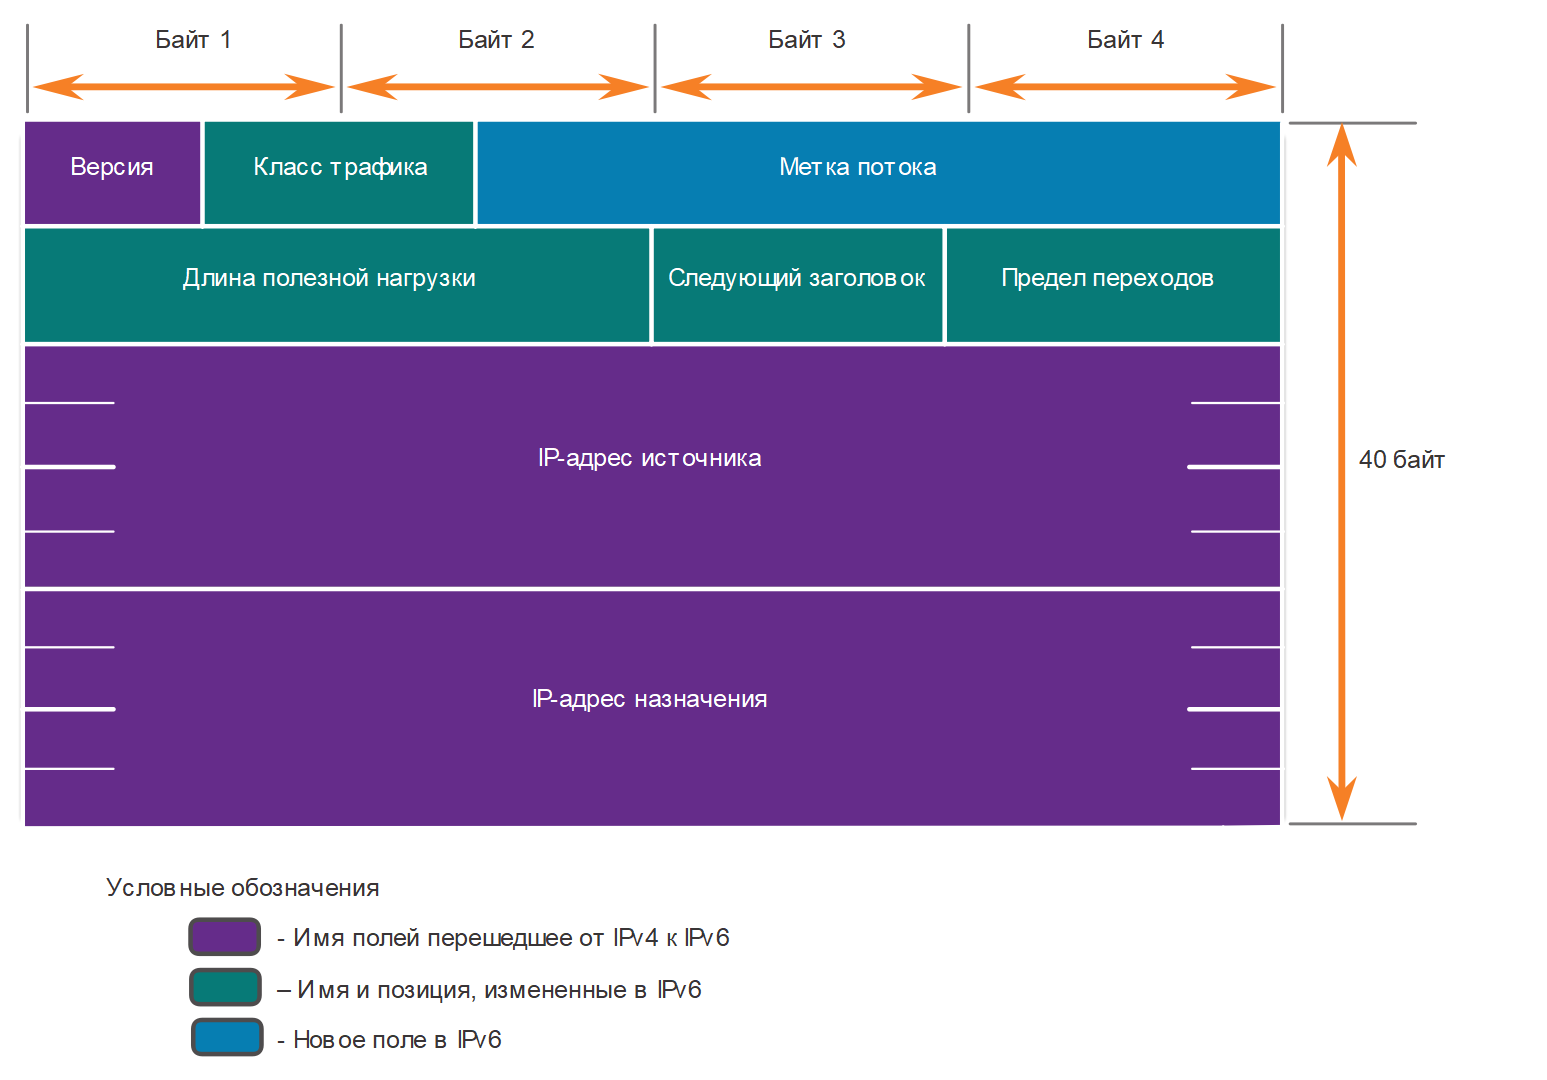 Байт 1 Байт 2 Байт 3 Байт 4
Версия Класс трафика Метка потока
Длина полезной нагрузки Следующий заголовок Предел переходов
IP-адрес источника
40 байт
IP-адрес назначения
Условные обозначения
- Имя полей перешедшее от IPv4 к IPv6
– Имя и позиция, измененные в IPv6
- Новое поле в IPv6